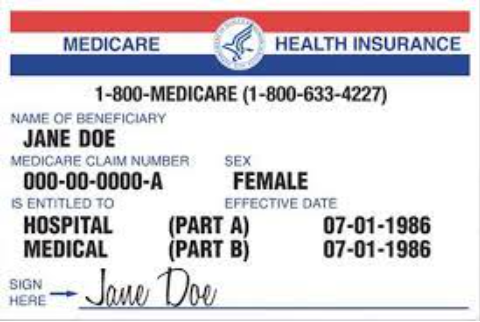 MEDICARE HEALTH INSURANCE
1-800-MEDICARE (1-800-633-4227)
NAME OF BENEFICIARY
JANE DOE
MEDICARE CLAIM NUMBER SEX
000-00-0000-A FEMALE
IS ENTITLED TO EFFECTIVE DATE
HOSPITAL (PART A) 07-01-1986
MEDICAL (PART B) 07-01-1986
SIGN
HERE Jane Doe